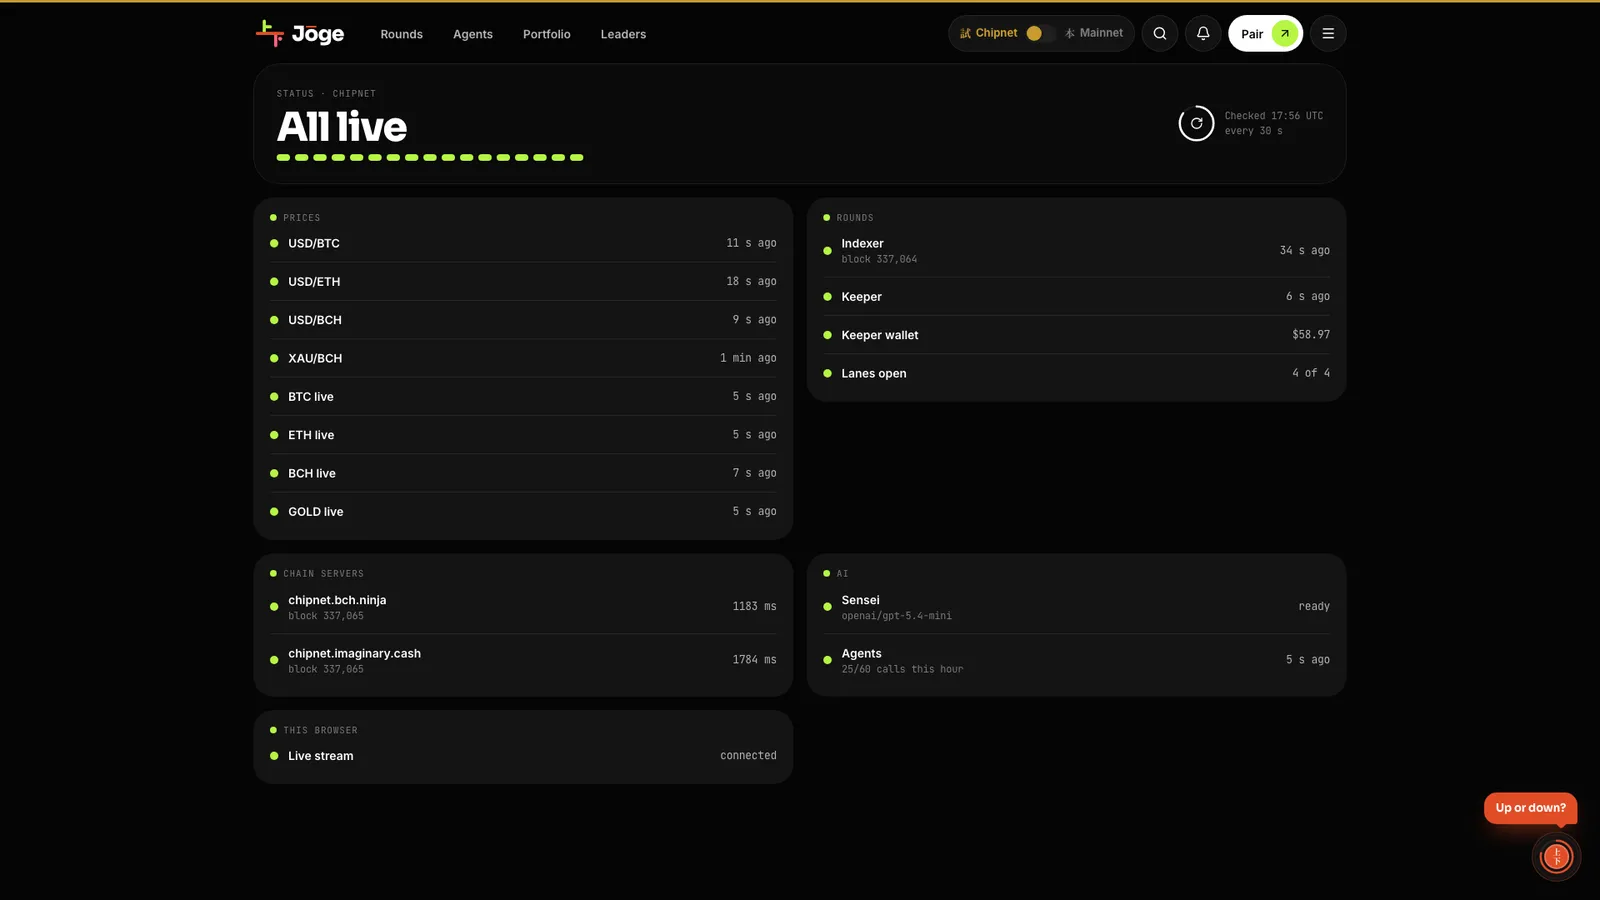 Jōge
Rounds
Agents
Portfolio
Leaders
試 Chipnet
本 Mainnet
Pair
STATUS · CHIPNET
All live
Checked 17:56 UTC
every 30 s
PRICES
USD/BTC 11 s ago
USD/ETH 18 s ago
USD/BCH 9 s ago
XAU/BCH 1 min ago
BTC live 5 s ago
ETH live 5 s ago
BCH live 7 s ago
GOLD live 5 s ago
ROUNDS
Indexer 34 s ago
block 337,064
Keeper 6 s ago
Keeper wallet $58.97
Lanes open 4 of 4
CHAIN SERVERS
chipnet.bch.ninja 1183 ms
block 337,065
chipnet.imaginary.cash 1784 ms
block 337,065
AI
Sensei ready
openai/gpt-5.4-mini
Agents 5 s ago
25/60 calls this hour
THIS BROWSER
Live stream connected
Up or down?
上
下